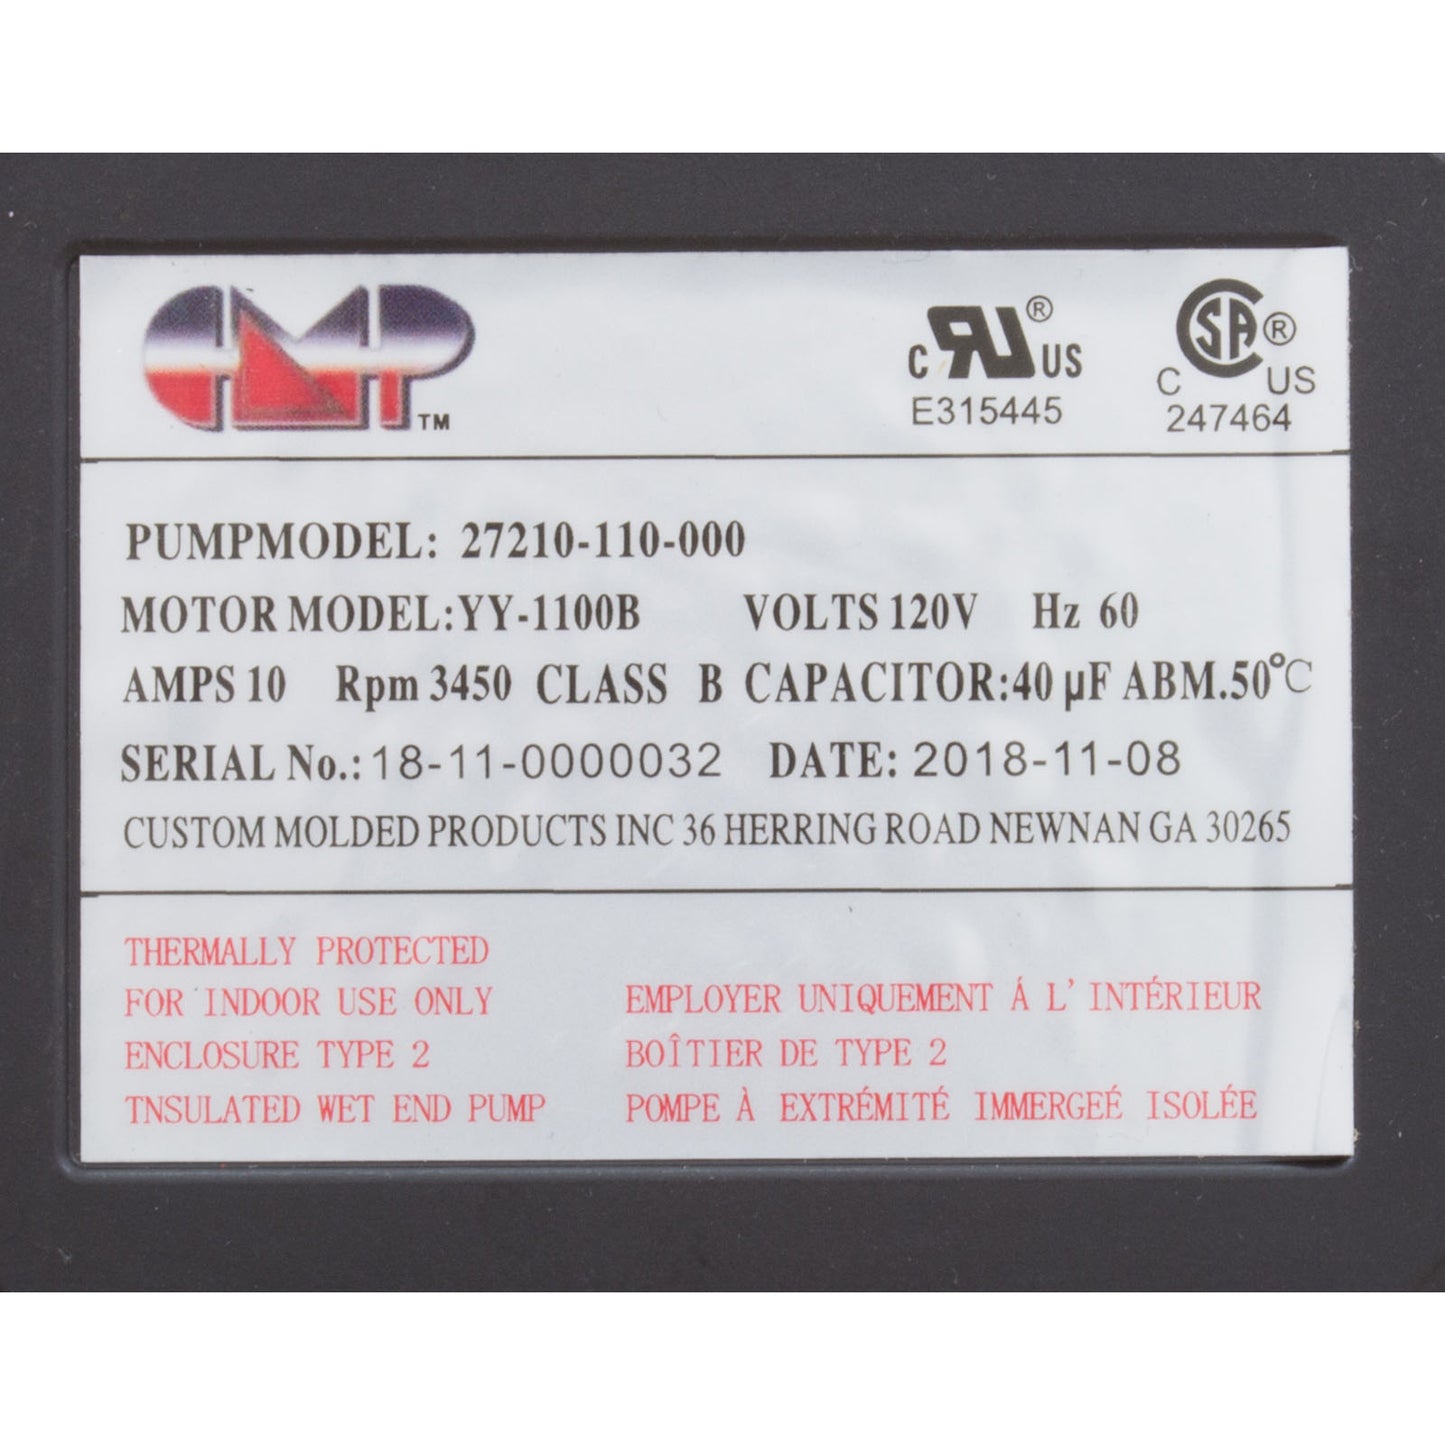 CMP™
C RU® US
E315445
C SA® US
247464
PUMPMODEL: 27210-110-000
MOTOR MODEL:YY-1100B VOLTS 120V Hz 60
AMPS 10 Rpm 3450 CLASS B CAPACITOR:40 µF ABM.50℃
SERIAL No.:18-11-0000032 DATE: 2018-11-08
CUSTOM MOLDED PRODUCTS INC 36 HERRING ROAD NEWNAN GA 30265
THERMALLY PROTECTED
FOR INDOOR USE ONLY
ENCLOSURE TYPE 2
TNSULATED WET END PUMP
EMPLOYER UNIQUEMENT Á L'INTÉRIEUR
BOÎTIER DE TYPE 2
POMPE À EXTRÉMITÉ IMMERGEÉ ISOLÉE